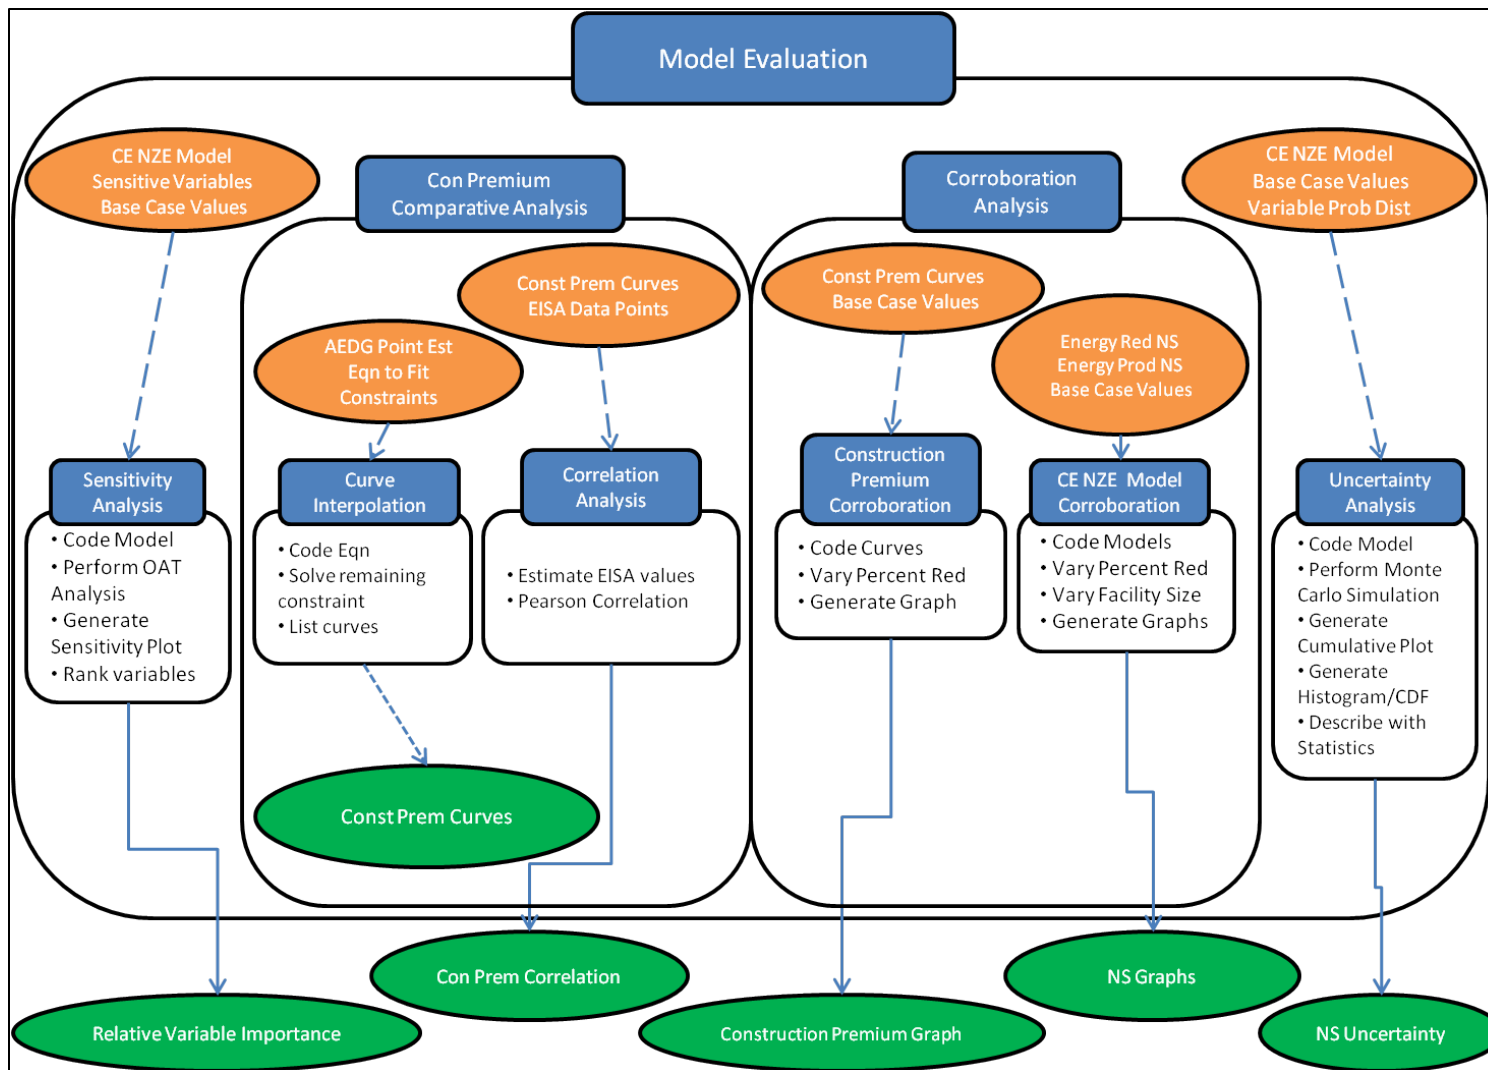 Model Evaluation
CE NZE Model
Sensitive Variables
Base Case Values
Con Premium
Comparative Analysis
Corroboration
Analysis
CE NZE Model
Base Case Values
Variable Prob Dist
Const Prem Curves
EISA Data Points
Const Prem Curves
Base Case Values
AEDG Point Est
Eqn to Fit
Constraints
Energy Red NS
Energy Prod NS
Base Case Values
Sensitivity
Analysis
• Code Model
• Perform OAT
Analysis
• Generate
Sensitivity Plot
• Rank variables
Curve
Interpolation
• Code Eqn
• Solve remaining
constraint
• List curves
Correlation
Analysis
• Estimate EISA values
• Pearson Correlation
Construction
Premium
Corroboration
• Code Curves
• Vary Percent Red
• Generate Graph
CE NZE Model
Corroboration
• Code Models
• Vary Percent Red
• Vary Facility Size
• Generate Graphs
Uncertainty
Analysis
• Code Model
• Perform Monte
Carlo Simulation
• Generate
Cumulative Plot
• Generate
Histogram/CDF
• Describe with
Statistics
Const Prem Curves
Con Prem Correlation
NS Graphs
Relative Variable Importance
Construction Premium Graph
NS Uncertainty